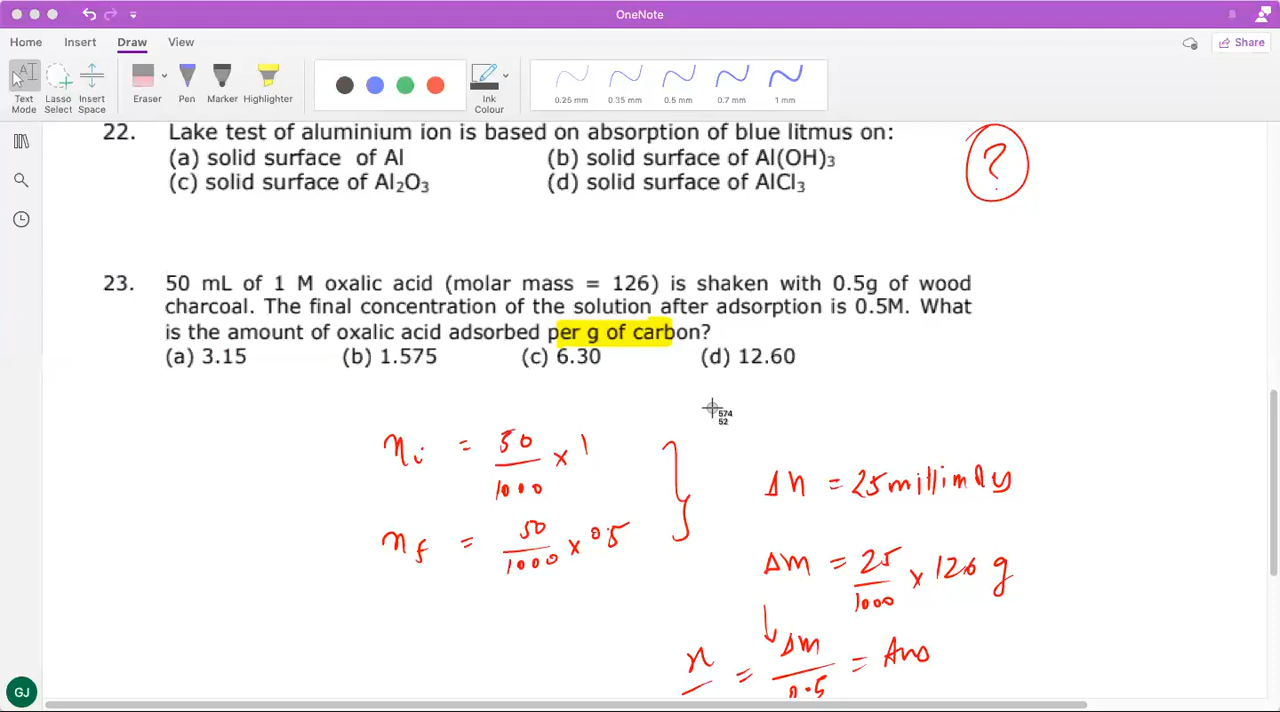 OneNote
Home Insert Draw View
Share
Text Mode
Lasso Select
Insert Space
Eraser
Pen
Marker
Highlighter
Ink Colour
0.25 mm 0.35 mm 0.5 mm 0.7 mm 1 mm
22. Lake test of aluminium ion is based on absorption of blue litmus on:
(a) solid surface of Al (b) solid surface of Al(OH)₃
(c) solid surface of Al₂O₃ (d) solid surface of AlCl₃
?
23. 50 mL of 1 M oxalic acid (molar mass = 126) is shaken with 0.5g of wood
charcoal. The final concentration of the solution after adsorption is 0.5M. What
is the amount of oxalic acid adsorbed per g of carbon?
(a) 3.15 (b) 1.575 (c) 6.30 (d) 12.60
574
52
nᵢ = 50/1000 × 1
Δn = 25 millimoles
n_f = 50/1000 × 0.5
Δm = 25/1000 × 126 g
x = Δm/0.5 = Ans
GJ